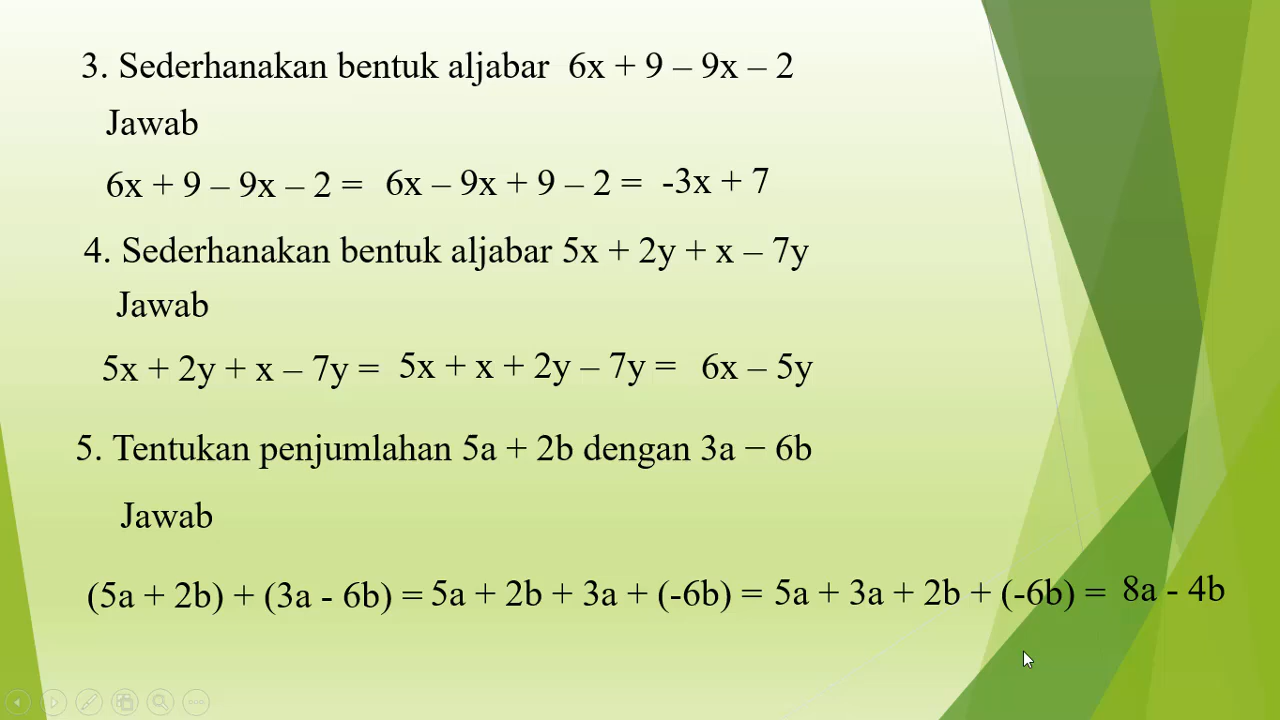 3. Sederhanakan bentuk aljabar 6x + 9 – 9x – 2
Jawab
6x + 9 – 9x – 2 = 6x – 9x + 9 – 2 = -3x + 7
4. Sederhanakan bentuk aljabar 5x + 2y + x – 7y
Jawab
5x + 2y + x – 7y = 5x + x + 2y – 7y = 6x – 5y
5. Tentukan penjumlahan 5a + 2b dengan 3a − 6b
Jawab
(5a + 2b) + (3a - 6b) = 5a + 2b + 3a + (-6b) = 5a + 3a + 2b + (-6b) = 8a - 4b